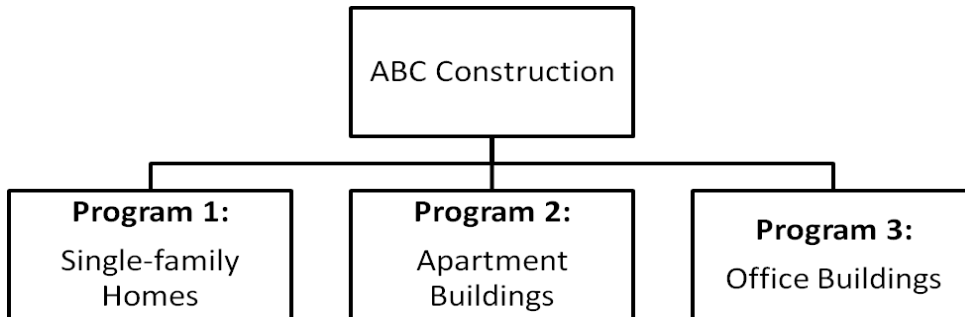 ABC Construction
Program 1:
Single-family
Homes
Program 2:
Apartment
Buildings
Program 3:
Office Buildings